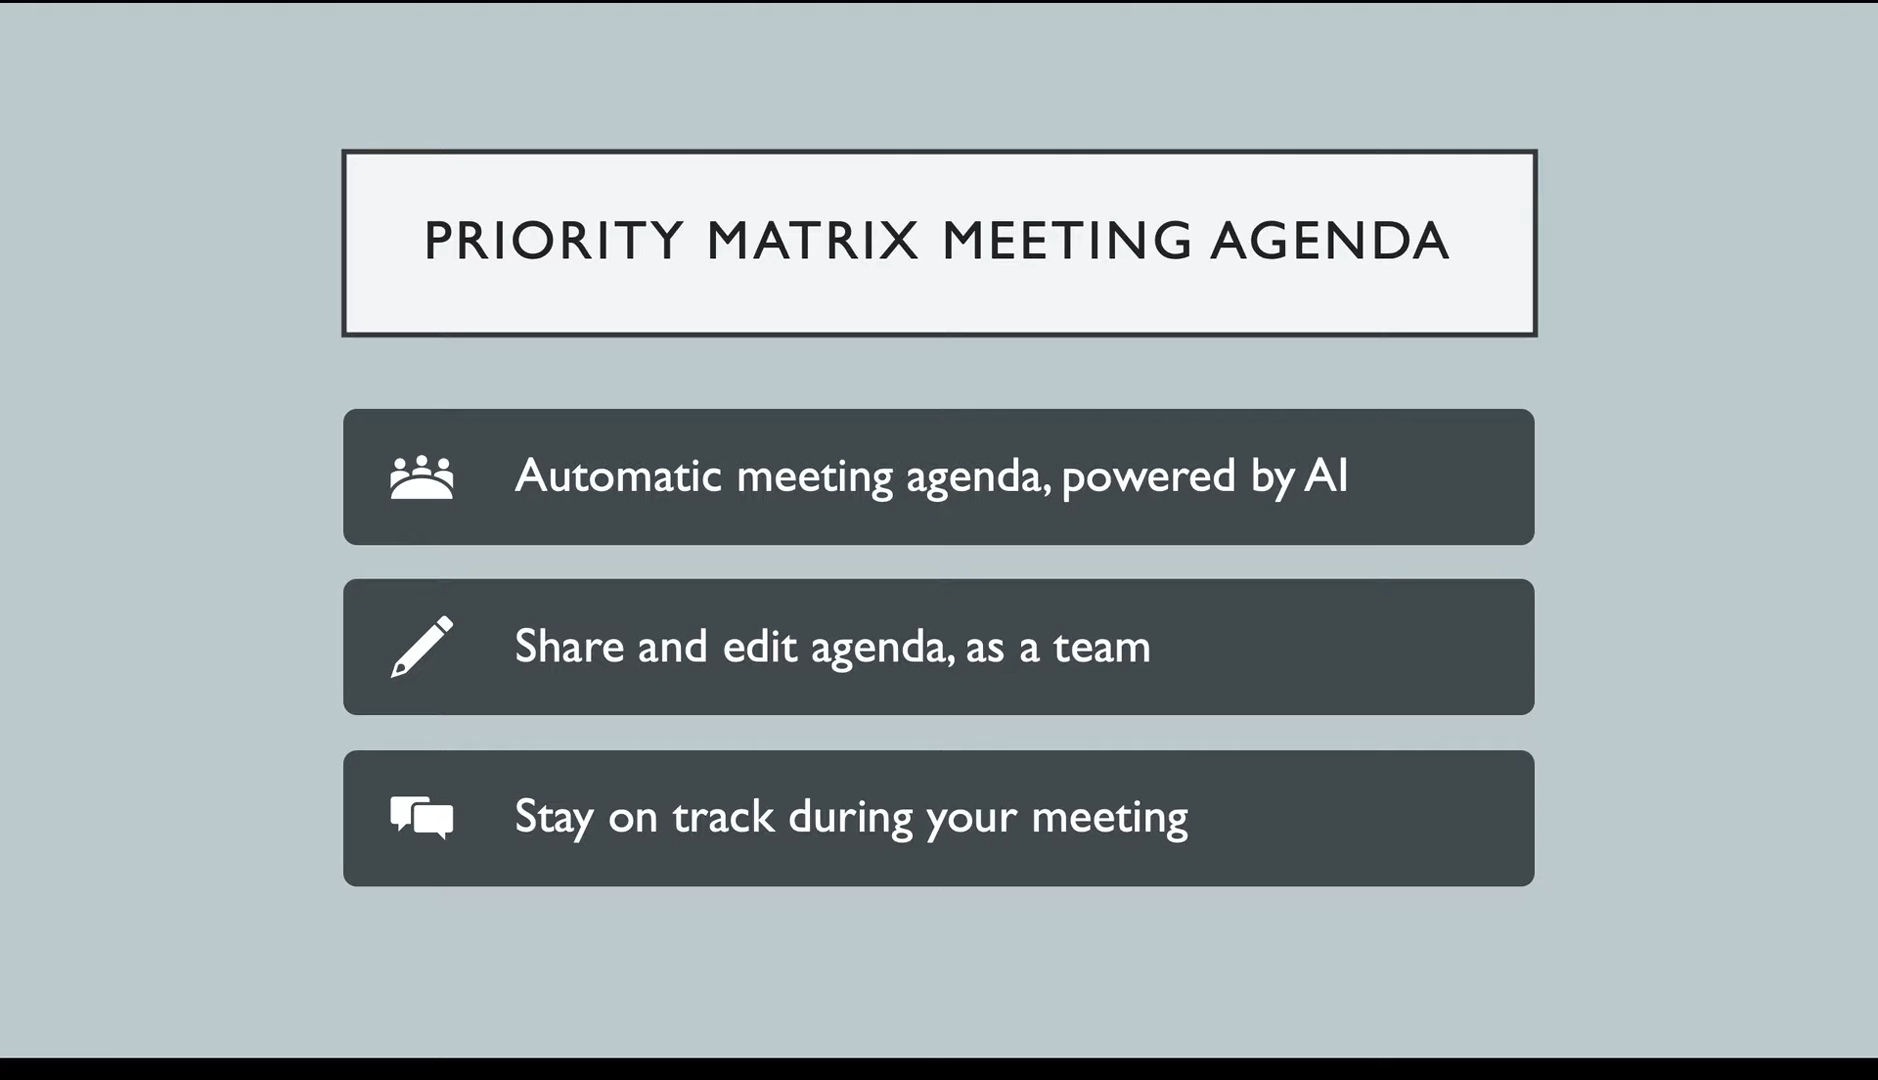 PRIORITY MATRIX MEETING AGENDA
Automatic meeting agenda, powered by AI
Share and edit agenda, as a team
Stay on track during your meeting